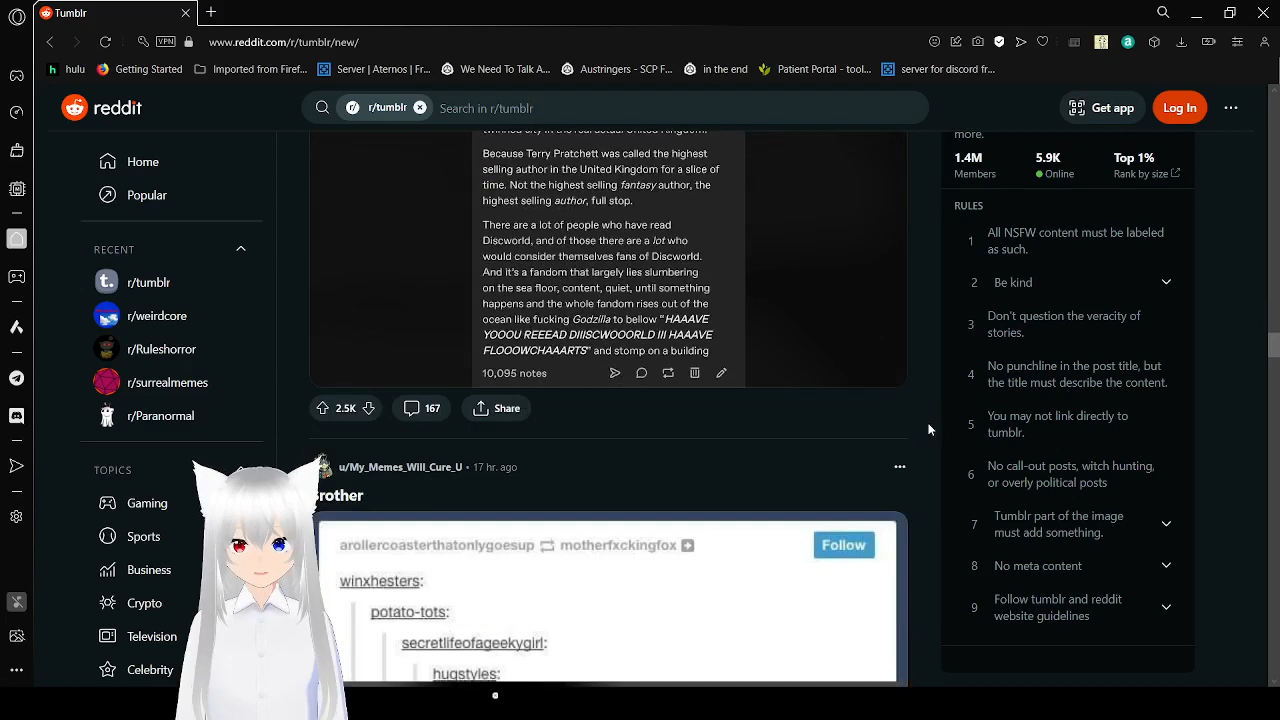 Tumblr
VPN
www.reddit.com/r/tumblr/new/
hulu
Getting Started
Imported from Firef...
Server | Aternos | Fr...
We Need To Talk A...
Austringers - SCP F...
in the end
Patient Portal - tool...
server for discord fr...
reddit
r/
r/tumblr
Search in r/tumblr
Get app
Log In
Home
Popular
RECENT
r/tumblr
r/weirdcore
r/Ruleshorror
r/surrealmemes
r/Paranormal
TOPICS
Gaming
Sports
Business
Crypto
Television
Celebrity
twinned city in the real actual United Kingdom.
Because Terry Pratchett was called the highest
selling author in the United Kingdom for a slice of
time. Not the highest selling fantasy author, the
highest selling author, full stop.
There are a lot of people who have read
Discworld, and of those there are a lot who
would consider themselves fans of Discworld.
And it's a fandom that largely lies slumbering
on the sea floor, content, quiet, until something
happens and the whole fandom rises out of the
ocean like fucking Godzilla to bellow "HAAAVE
YOOOU REEEAD DIIISCWOOORLD III HAAAVE
FLOOOWCHAAARTS" and stomp on a building
10,095 notes
2.5K
167
Share
u/My_Memes_Will_Cure_U • 17 hr. ago
Brother
arollercoasterthatonlygoesup
motherfxckingfox
Follow
winxhesters:
potato-tots:
secretlifeofageekygirl:
hugstyles:
more.
1.4M
Members
5.9K
Online
Top 1%
Rank by size
RULES
1 All NSFW content must be labeled
as such.
2 Be kind
3 Don't question the veracity of
stories.
4 No punchline in the post title, but
the title must describe the content.
5 You may not link directly to
tumblr.
6 No call-out posts, witch hunting,
or overly political posts
7 Tumblr part of the image
must add something.
8 No meta content
9 Follow tumblr and reddit
website guidelines